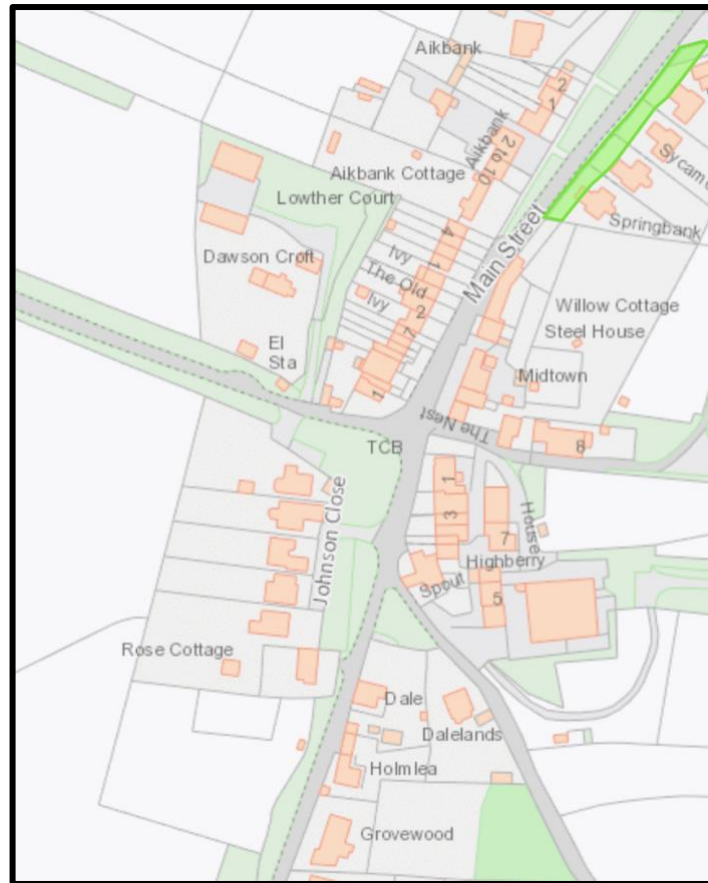 Aikbank
2
1
Aikbank
2 to 10
Aikbank Cottage
Sycam
Lowther Court
Springbank
Main Street
4
1
Ivy
The Old
Ivy
2
7
1
Dawson Croft
Willow Cottage
Steel House
El
Sta
Midtown
The Nest
8
TCB
1
3
Johnson Close
House
7
Highberry
Spout
5
Rose Cottage
Dale
Dalelands
Holmlea
Grovewood